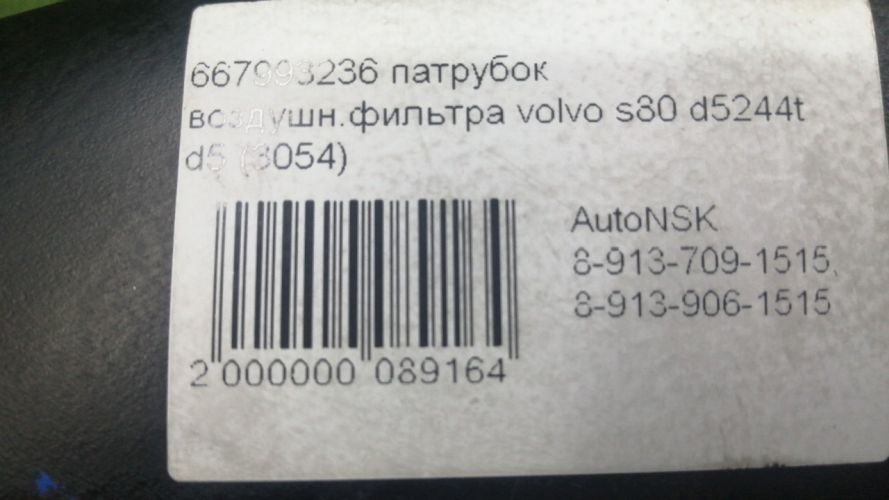 667993236 патрубок
воздушн.фильтра volvo s80 d5244t
d5 (3054)
AutoNSK
8-913-709-1515,
8-913-906-1515
2 000000 089164